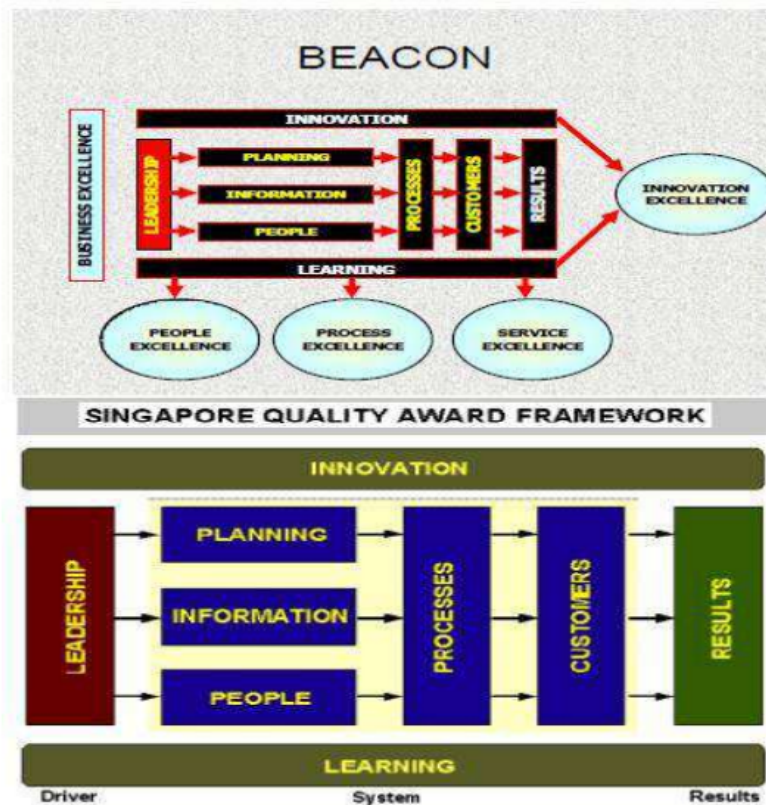 BEACON
BUSINESS EXCELLENCE
INNOVATION
LEADERSHIP
PLANNING
INFORMATION
PEOPLE
PROCESSES
CUSTOMERS
RESULTS
LEARNING
INNOVATION
EXCELLENCE
PEOPLE
EXCELLENCE
PROCESS
EXCELLENCE
SERVICE
EXCELLENCE
SINGAPORE QUALITY AWARD FRAMEWORK
INNOVATION
LEADERSHIP
PLANNING
INFORMATION
PEOPLE
PROCESSES
CUSTOMERS
RESULTS
LEARNING
Driver System Results